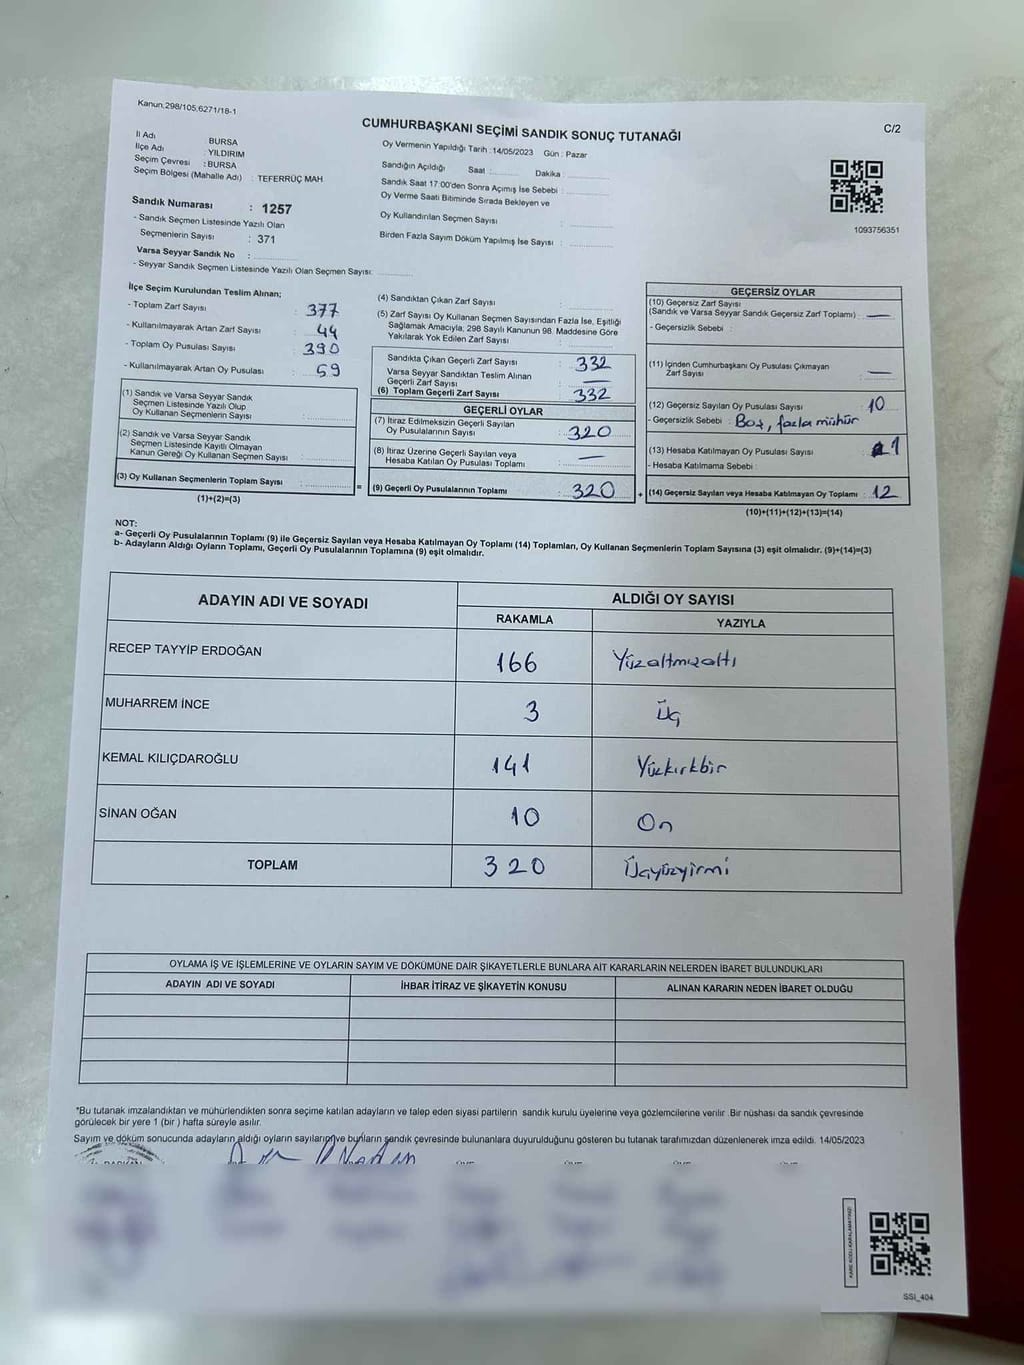 Kanun,298/105,6271/18-1
CUMHURBAŞKANI SEÇİMİ SANDIK SONUÇ TUTANAĞI
C/2
İl Adı BURSA
İlçe Adı : YILDIRIM
Seçim Çevresi : BURSA
Seçim Bölgesi (Mahalle Adı) : TEFERRÜÇ MAH
Sandık Numarası : 1257
- Sandık Seçmen Listesinde Yazılı Olan
Seçmenlerin Sayısı : 371
Varsa Seyyar Sandık No :
- Seyyar Sandık Seçmen Listesinde Yazılı Olan Seçmen Sayısı:
Oy Vermenin Yapıldığı Tarih :14/05/2023 Gün : Pazar
Sandığın Açıldığı Saat : Dakika :
Sandık Saat 17:00'den Sonra Açımış İse Sebebi :
Oy Verme Saati Bitiminde Sırada Bekleyen ve
Oy Kullandırılan Seçmen Sayısı :
Birden Fazla Sayım Döküm Yapılmış İse Sayısı :
1093756351
İlçe Seçim Kurulundan Teslim Alınan;
- Toplam Zarf Sayısı : 377
- Kullanılmayarak Artan Zarf Sayısı : 44
- Toplam Oy Pusulası Sayısı : 390
- Kullanılmayarak Artan Oy Pusulası : 59
(1) Sandık ve Varsa Seyyar Sandık
Seçmen Listesinde Yazılı Olup
Oy Kullanan Seçmenlerin Sayısı :
(2) Sandık ve Varsa Seyyar Sandık
Seçmen Listesinde Kayıtlı Olmayan
Kanun Gereği Oy Kullanan Seçmen Sayısı :
(3) Oy Kullanan Seçmenlerin Toplam Sayısı :
(1)+(2)=(3)
(4) Sandıktan Çıkan Zarf Sayısı :
(5) Zarf Sayısı Oy Kullanan Seçmen Sayısından Fazla İse, Eşitliği
Sağlamak Amacıyla, 298 Sayılı Kanunun 98. Maddesine Göre
Yakılarak Yok Edilen Zarf Sayısı :
Sandıkta Çıkan Geçerli Zarf Sayısı : 332
Varsa Seyyar Sandıktan Teslim Alınan
Geçerli Zarf Sayısı : —
(6) Toplam Geçerli Zarf Sayısı : 332
GEÇERLİ OYLAR
(7) İtiraz Edilmeksizin Geçerli Sayılan
Oy Pusulalarının Sayısı : 320
(8) İtiraz Üzerine Geçerli Sayılan veya
Hesaba Katılan Oy Pusulası Toplamı : —
(9) Geçerli Oy Pusulalarının Toplamı : 320
GEÇERSİZ OYLAR
(10) Geçersiz Zarf Sayısı
(Sandık ve Varsa Seyyar Sandık Geçersiz Zarf Toplamı) : —
- Geçersizlik Sebebi :
(11) İçinden Cumhurbaşkanı Oy Pusulası Çıkmayan
Zarf Sayısı : —
(12) Geçersiz Sayılan Oy Pusulası Sayısı : 10
- Geçersizlik Sebebi : Boş, fazla mühür
(13) Hesaba Katılmayan Oy Pusulası Sayısı : 1
- Hesaba Katılmama Sebebi :
(14) Geçersiz Sayılan veya Hesaba Katılmayan Oy Toplamı : 12
(10)+(11)+(12)+(13)=(14)
NOT:
a- Geçerli Oy Pusulalarının Toplamı (9) ile Geçersiz Sayılan veya Hesaba Katılmayan Oy Toplamı (14) Toplamları, Oy Kullanan Seçmenlerin Toplam Sayısına (3) eşit olmalıdır. (9)+(14)=(3)
b- Adayların Aldığı Oyların Toplamı, Geçerli Oy Pusulalarının Toplamına (9) eşit olmalıdır.
ADAYIN ADI VE SOYADI ALDIĞI OY SAYISI
RAKAMLA YAZIYLA
RECEP TAYYİP ERDOĞAN 166 Yüzaltmışaltı
MUHARREM İNCE 3 Üç
KEMAL KILIÇDAROĞLU 141 Yüzkırkbir
SİNAN OĞAN 10 On
TOPLAM 320 Üçyüzyirmi
OYLAMA İŞ VE İŞLEMLERİNE VE OYLARIN SAYIM VE DÖKÜMÜNE DAİR ŞİKAYETLERLE BUNLARA AİT KARARLARIN NELERDEN İBARET BULUNDUKLARI
ADAYIN ADI VE SOYADI İHBAR İTİRAZ VE ŞİKAYETİN KONUSU ALINAN KARARIN NEDEN İBARET OLDUĞU
*Bu tutanak imzalandıktan ve mühürlendikten sonra seçime katılan adayların ve talep eden siyasi partilerin sandık kurulu üyelerine veya gözlemcilerine verilir .Bir nüshası da sandık çevresinde
görülecek bir yere 1 (bir ) hafta süreyle asılır.
Sayım ve döküm sonucunda adayların aldığı oyların sayıların ve bunların sandık çevresinde bulunanlara duyurulduğunu gösteren bu tutanak tarafımızdan düzenlenerek imza edildi. 14/05/2023
SSI_404